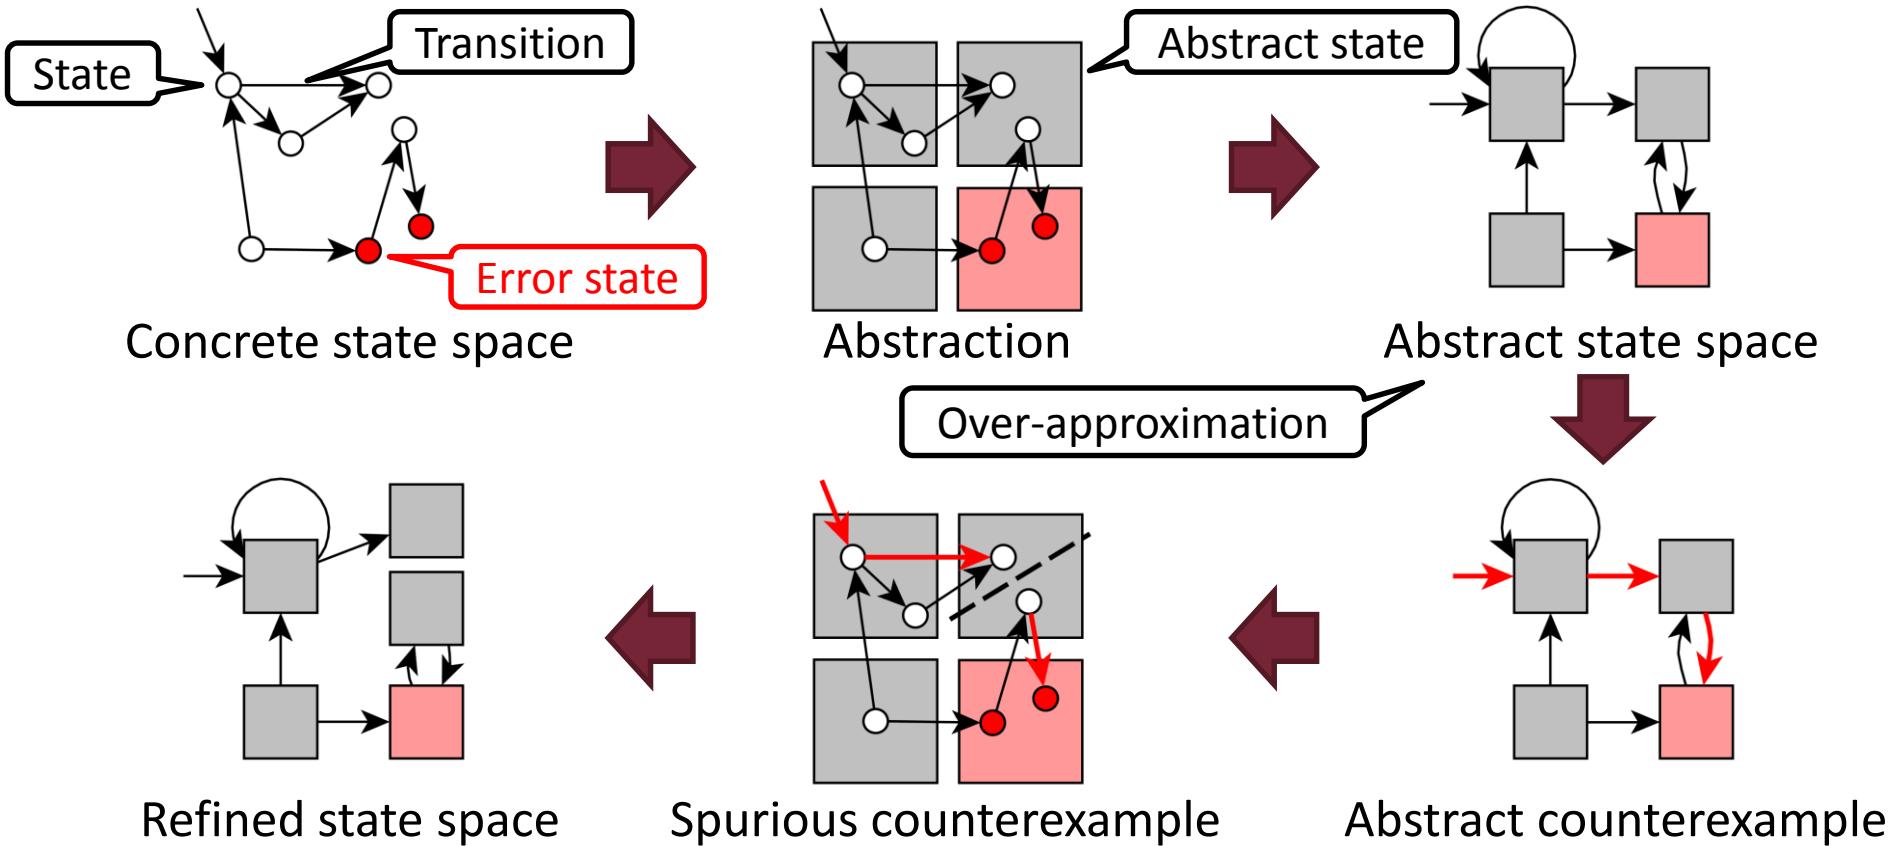 State
Transition
Error state
Concrete state space
Abstraction
Abstract state
Abstract state space
Over-approximation
Refined state space
Spurious counterexample
Abstract counterexample